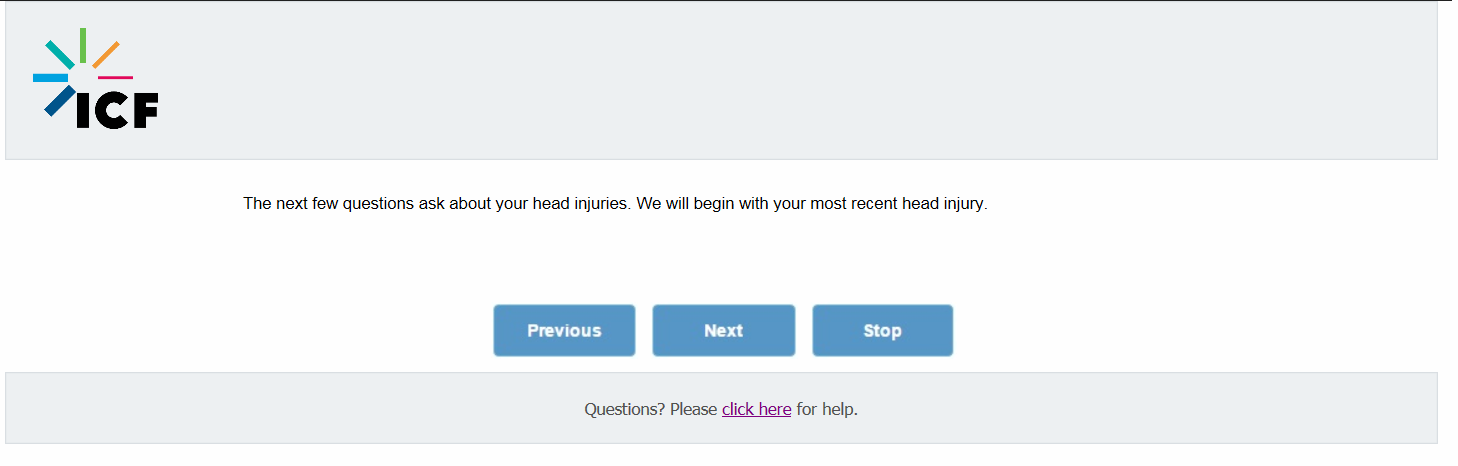 ICF
The next few questions ask about your head injuries. We will begin with your most recent head injury.
Previous
Next
Stop
Questions? Please click here for help.